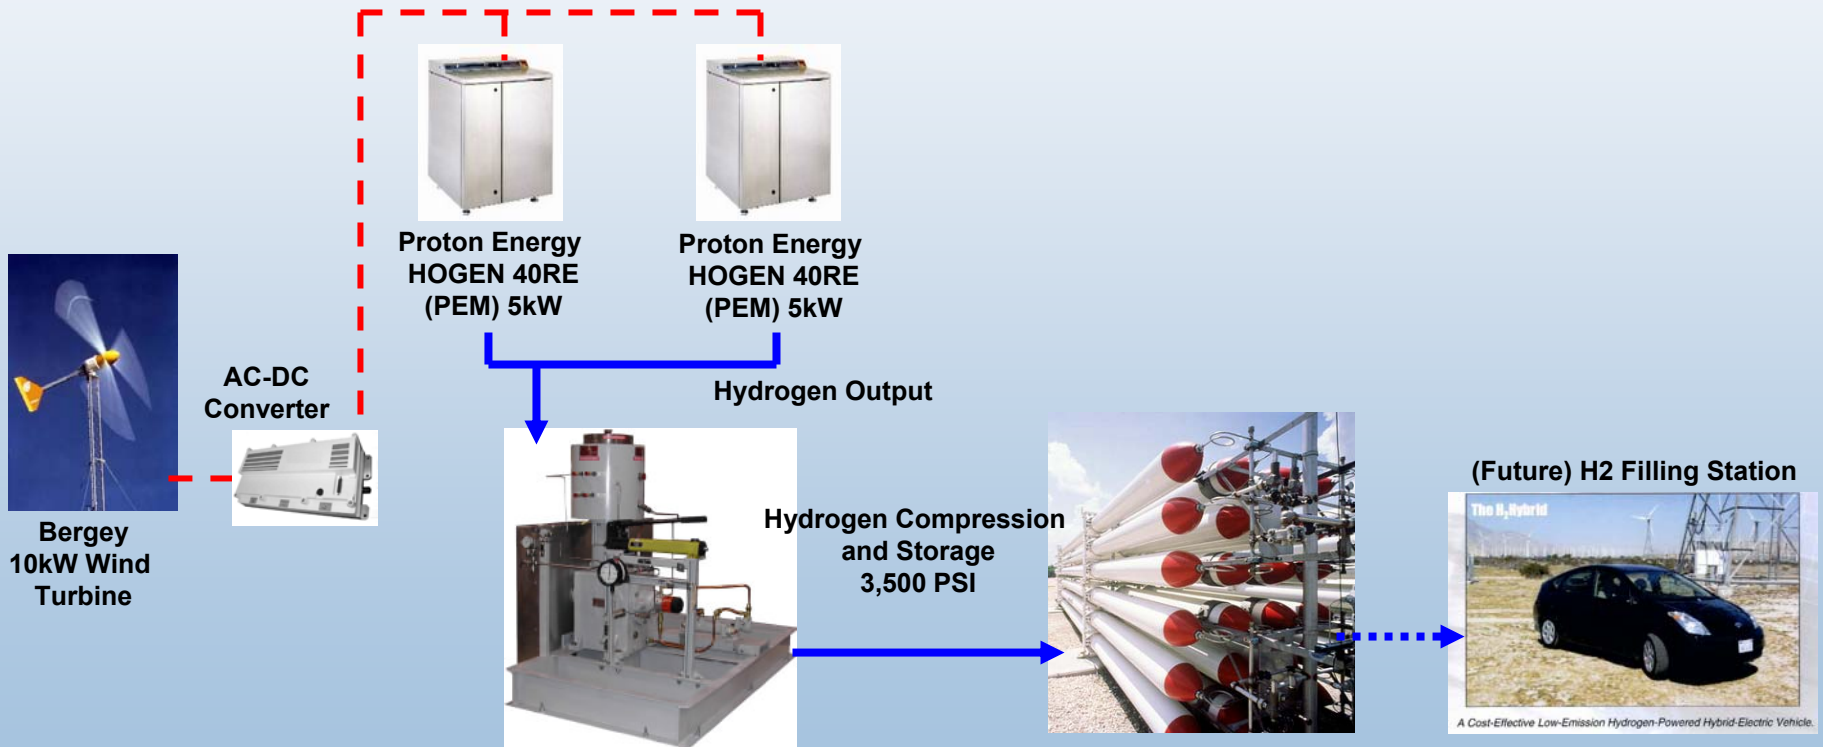 Proton Energy
HOGEN 40RE
(PEM) 5kW
Proton Energy
HOGEN 40RE
(PEM) 5kW
AC-DC
Converter
Bergey
10kW Wind
Turbine
Hydrogen Output
Hydrogen Compression
and Storage
3,500 PSI
(Future) H2 Filling Station
The H₂Hybrid
A Cost-Effective Low-Emission Hydrogen-Powered Hybrid-Electric Vehicle.